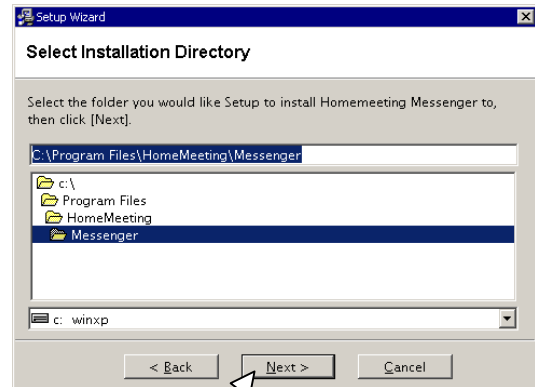 Setup Wizard
Select Installation Directory
Select the folder you would like Setup to install Homemeeting Messenger to,
then click [Next].
C:\Program Files\HomeMeeting\Messenger
c:\
Program Files
HomeMeeting
Messenger
c: winxp
< Back Next > Cancel